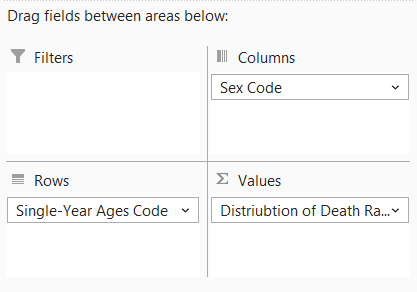 Drag fields between areas below:
Filters
Columns
Sex Code
Rows
Σ Values
Single-Year Ages Code
Distriubtion of Death Ra...